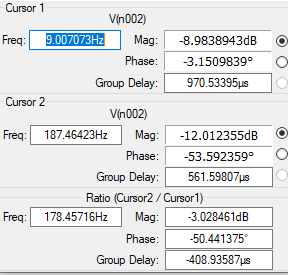 Cursor 1
V(n002)
Freq: 9.007073Hz Mag: -8.9838943dB
Phase: -3.1509839°
Group Delay: 970.53395µs
Cursor 2
V(n002)
Freq: 187.46423Hz Mag: -12.012355dB
Phase: -53.592359°
Group Delay: 561.59807µs
Ratio (Cursor2 / Cursor1)
Freq: 178.45716Hz Mag: -3.028461dB
Phase: -50.441375°
Group Delay: -408.93587µs